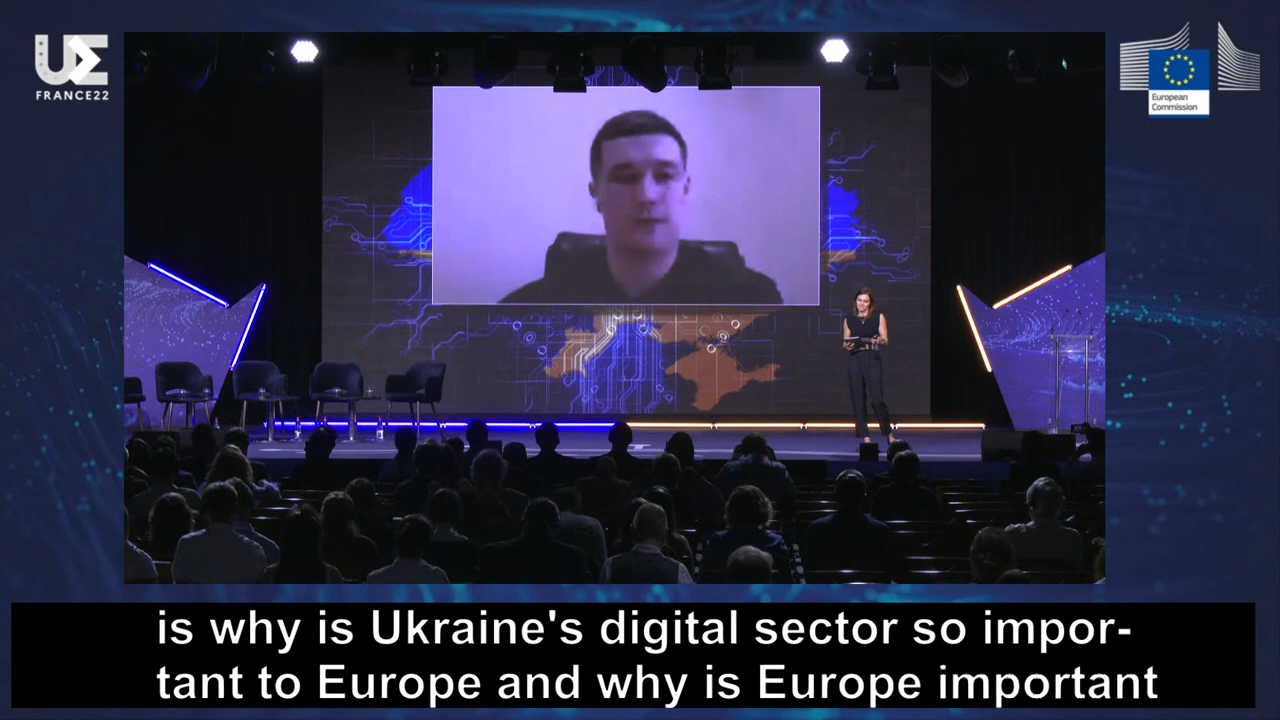 UE
FRANCE22
European
Commission
is why is Ukraine's digital sector so impor-
tant to Europe and why is Europe important